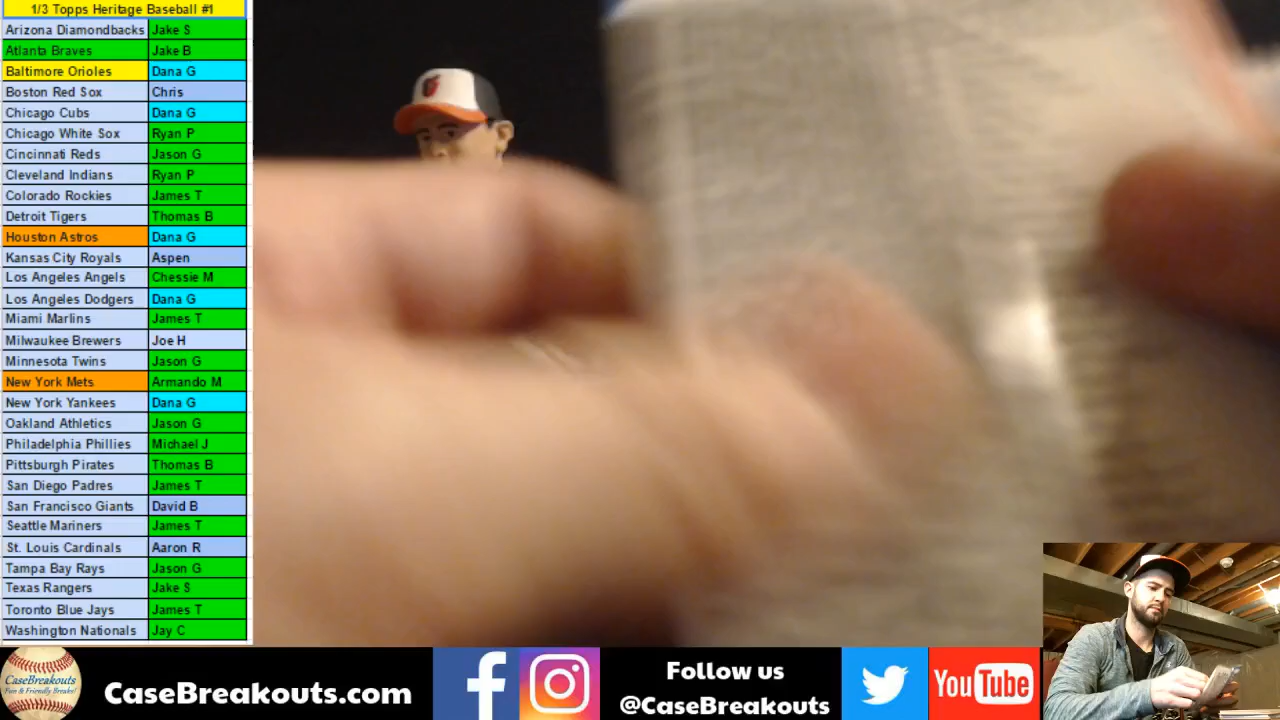 1/3 Topps Heritage Baseball #1
Arizona Diamondbacks Jake S
Atlanta Braves Jake B
Baltimore Orioles Dana G
Boston Red Sox Chris
Chicago Cubs Dana G
Chicago White Sox Ryan P
Cincinnati Reds Jason G
Cleveland Indians Ryan P
Colorado Rockies James T
Detroit Tigers Thomas B
Houston Astros Dana G
Kansas City Royals Aspen
Los Angeles Angels Chessie M
Los Angeles Dodgers Dana G
Miami Marlins James T
Milwaukee Brewers Joe H
Minnesota Twins Jason G
New York Mets Armando M
New York Yankees Dana G
Oakland Athletics Jason G
Philadelphia Phillies Michael J
Pittsburgh Pirates Thomas B
San Diego Padres James T
San Francisco Giants David B
Seattle Mariners James T
St. Louis Cardinals Aaron R
Tampa Bay Rays Jason G
Texas Rangers Jake S
Toronto Blue Jays James T
Washington Nationals Jay C
CaseBreakouts
Fun & Friendly Breaks!
CaseBreakouts.com
Follow us
@CaseBreakouts
YouTube